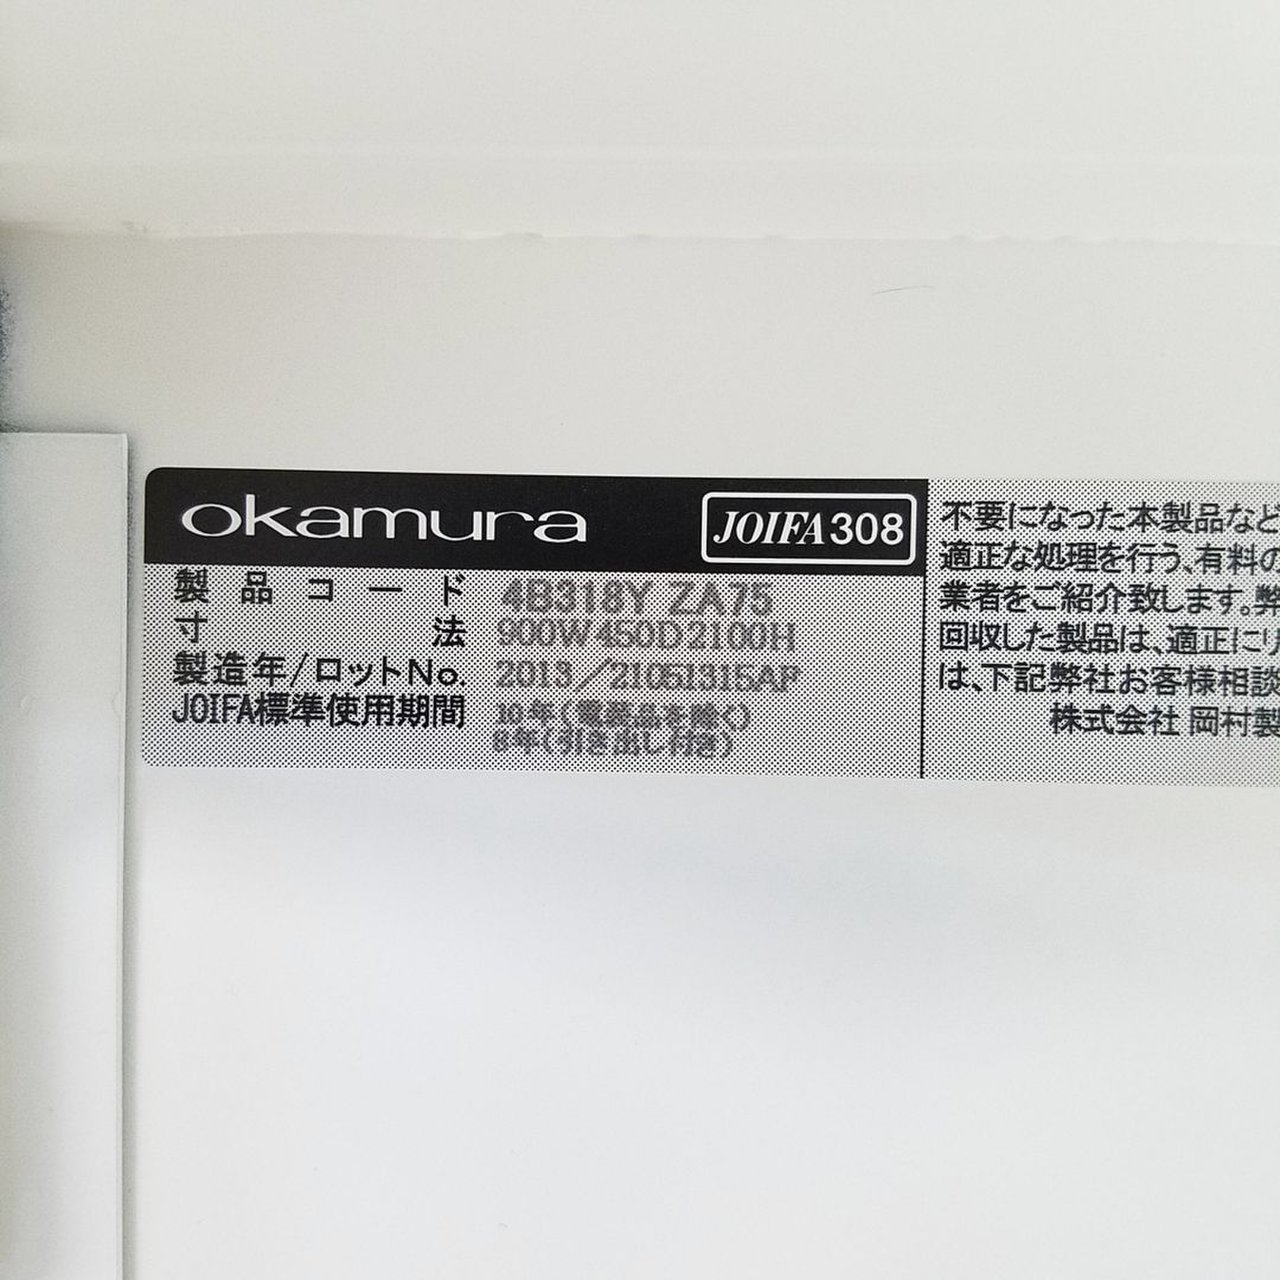 okamura JOIFA308
製品コード 4B318Y ZA75
寸法 900W450D2100H
製造年/ロットNo. 2013/21051315AP
JOIFA標準使用期間 10年(電装品を除く)
8年(引き出し付き)
不要になった本製品など
適正な処理を行う、有料の
業者をご紹介致します。弊
回収した製品は、適正にリ
は、下記弊社お客様相談
株式会社 岡村製